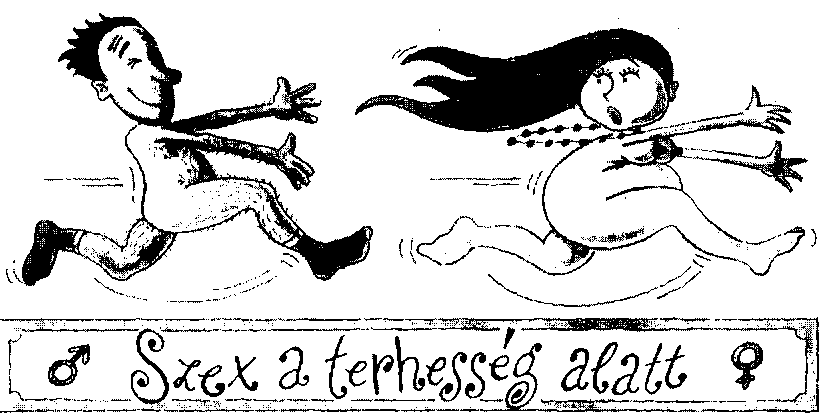 ♂ Szex a terhesség alatt ♀